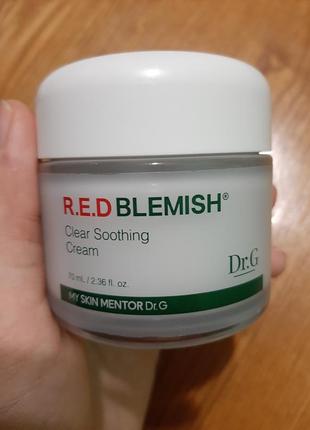 R.E.D BLEMISH®
Clear Soothing
Cream
Dr.G
70 mL / 2.36 fl. oz.
MY SKIN MENTOR Dr.G